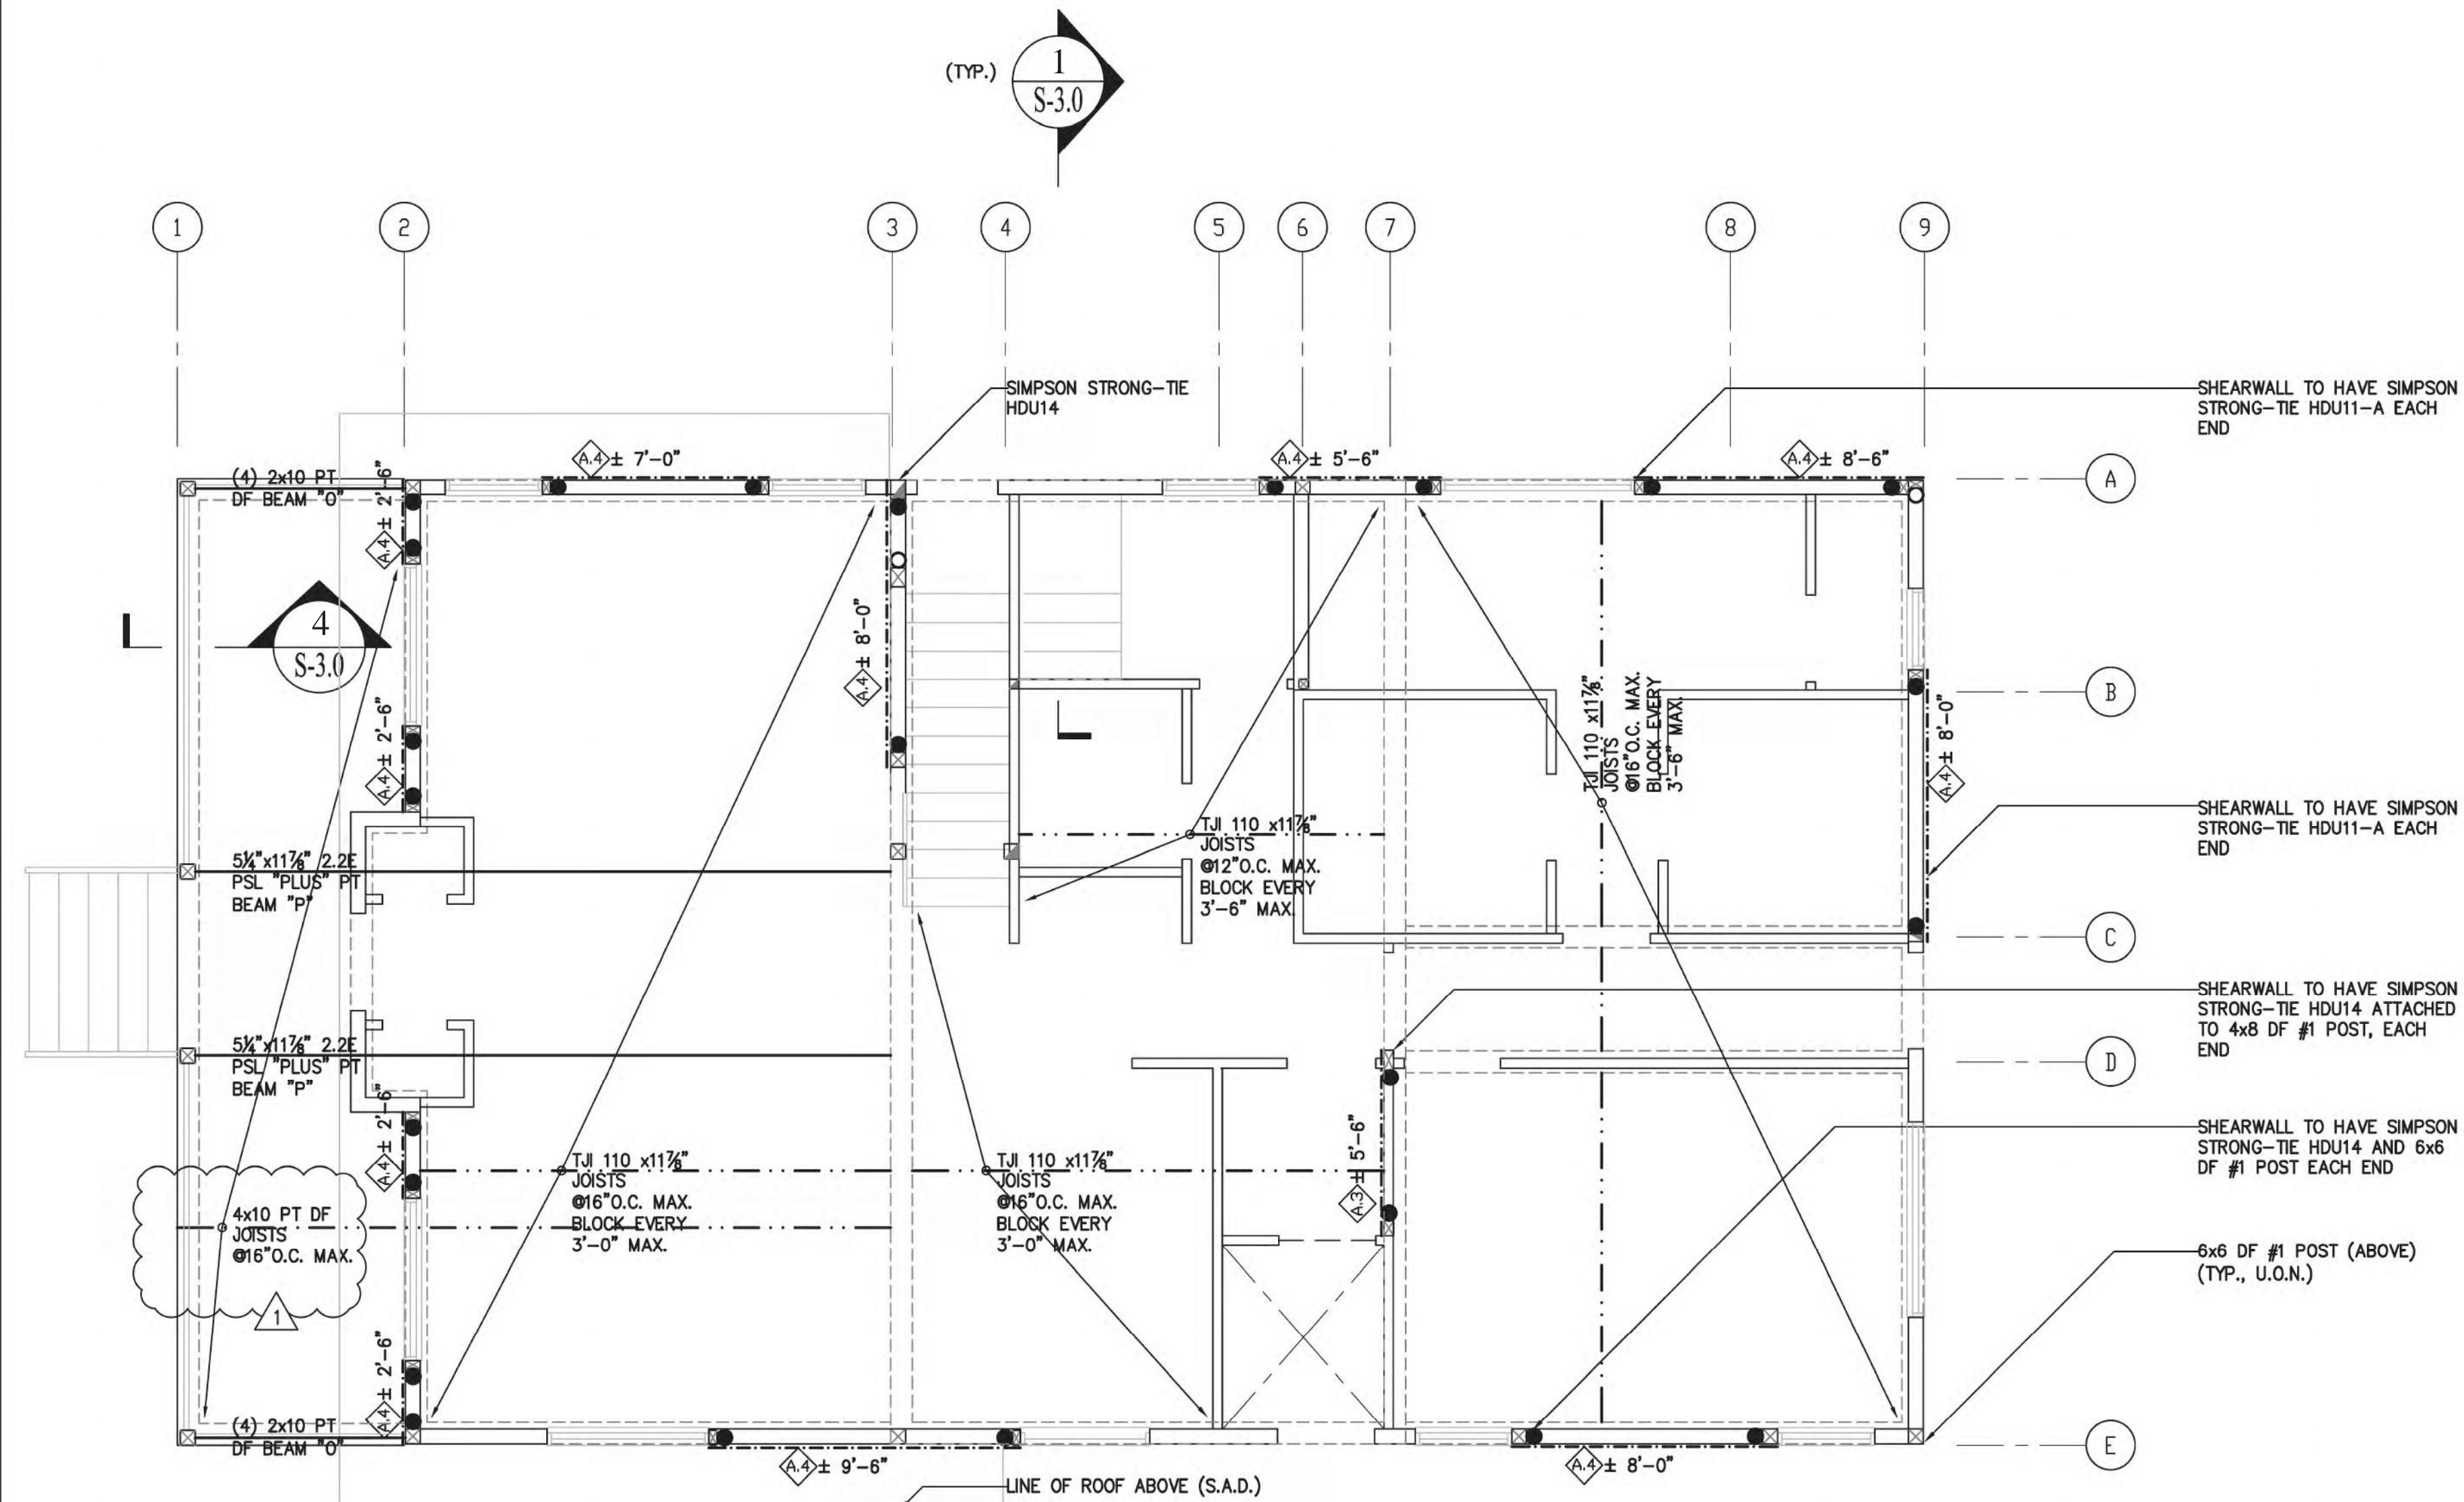 (TYP.)
1
S-3.0
1
2
3
4
5
6
7
8
9
SIMPSON STRONG-TIE
HDU14
SHEARWALL TO HAVE SIMPSON
STRONG-TIE HDU11-A EACH
END
A.4 ± 7'-0"
A.4 ± 5'-6"
A.4 ± 8'-6"
A
(4) 2x10 PT
DF BEAM "O"
A.4 ± 2'-6"
4
S-3.0
A.4 ± 8'-0"
B
A.4 ± 2'-6"
TJI 110 x11⅞"
JOISTS
@16"O.C. MAX.
BLOCK EVERY
3'-6" MAX.
A.4 ± 8'-0"
SHEARWALL TO HAVE SIMPSON
STRONG-TIE HDU11-A EACH
END
TJI 110 x11⅞"
JOISTS
@12"O.C. MAX.
BLOCK EVERY
3'-6" MAX.
5¼"x11⅞" 2.2E
PSL "PLUS" PT
BEAM "P"
C
SHEARWALL TO HAVE SIMPSON
STRONG-TIE HDU14 ATTACHED
TO 4x8 DF #1 POST, EACH
END
5¼"x11⅞" 2.2E
PSL "PLUS" PT
BEAM "P"
D
A.4 ± 2'-6"
A.3 ± 5'-6"
SHEARWALL TO HAVE SIMPSON
STRONG-TIE HDU14 AND 6x6
DF #1 POST EACH END
TJI 110 x11⅞"
JOISTS
@16"O.C. MAX.
BLOCK EVERY
3'-0" MAX.
TJI 110 x11⅞"
JOISTS
@16"O.C. MAX.
BLOCK EVERY
3'-0" MAX.
4x10 PT DF
JOISTS
@16"O.C. MAX.
1
6x6 DF #1 POST (ABOVE)
(TYP., U.O.N.)
A.4 ± 2'-6"
(4) 2x10 PT
DF BEAM "O"
E
A.4 ± 9'-6"
A.4 ± 8'-0"
LINE OF ROOF ABOVE (S.A.D.)